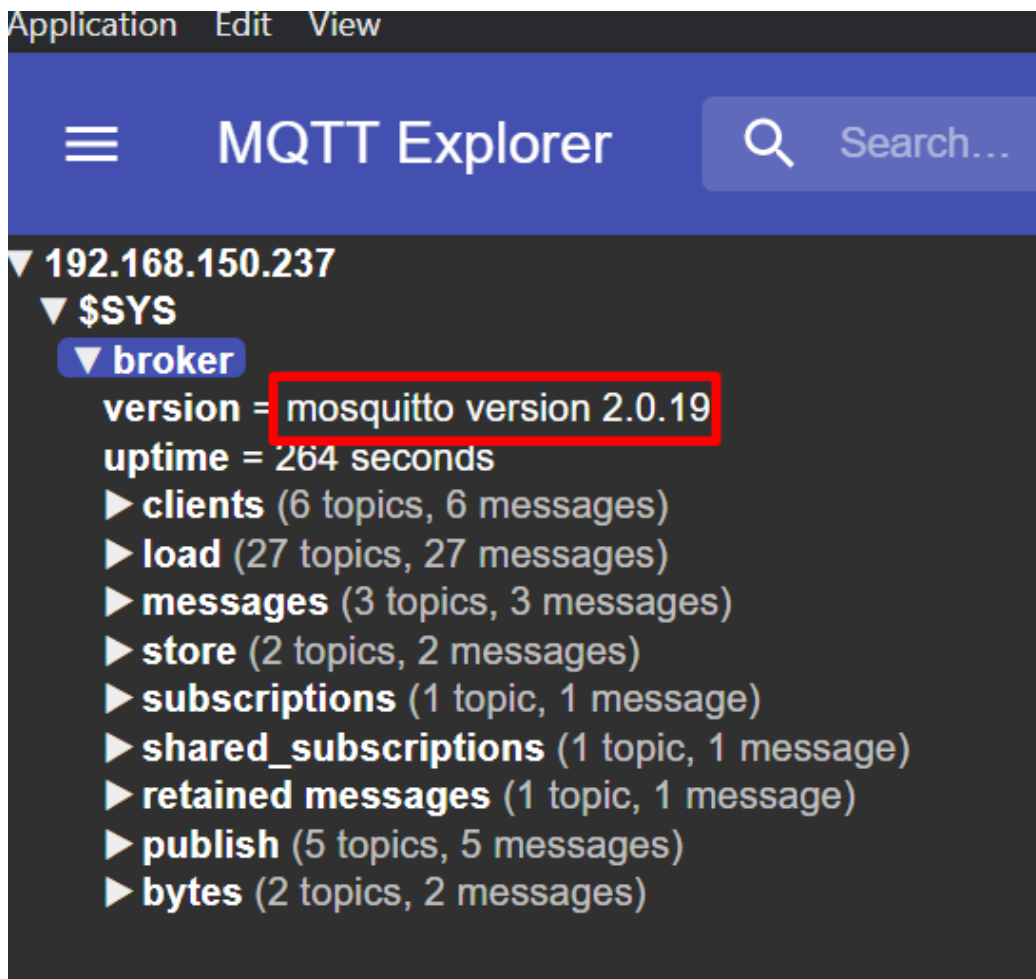 Application Edit View
MQTT Explorer Search...
▼ 192.168.150.237
▼ $SYS
▼ broker
version = mosquitto version 2.0.19
uptime = 264 seconds
▶ clients (6 topics, 6 messages)
▶ load (27 topics, 27 messages)
▶ messages (3 topics, 3 messages)
▶ store (2 topics, 2 messages)
▶ subscriptions (1 topic, 1 message)
▶ shared_subscriptions (1 topic, 1 message)
▶ retained messages (1 topic, 1 message)
▶ publish (5 topics, 5 messages)
▶ bytes (2 topics, 2 messages)